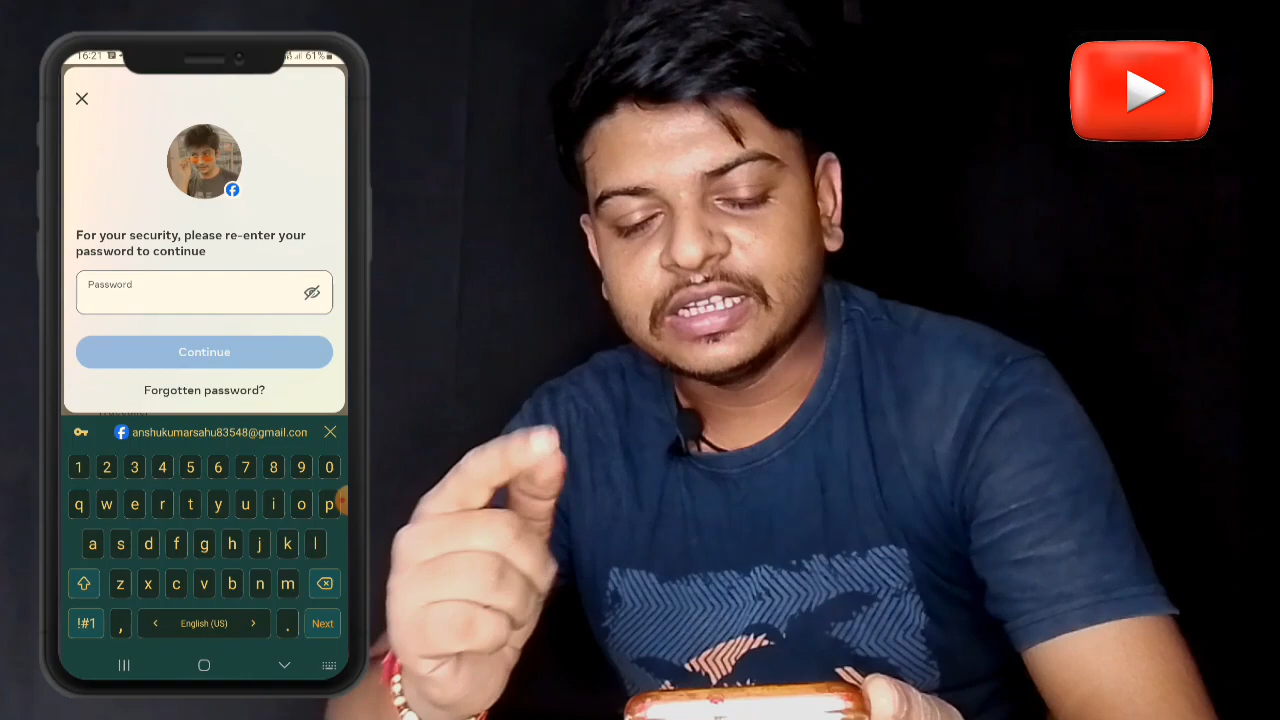 16:21
61%
For your security, please re-enter your
password to continue
Password
Continue
Forgotten password?
anshukumarsahu83548@gmail.con
1 2 3 4 5 6 7 8 9 0
q w e r t y u i o p
a s d f g h j k l
z x c v b n m
!#1 , English (US) . Next